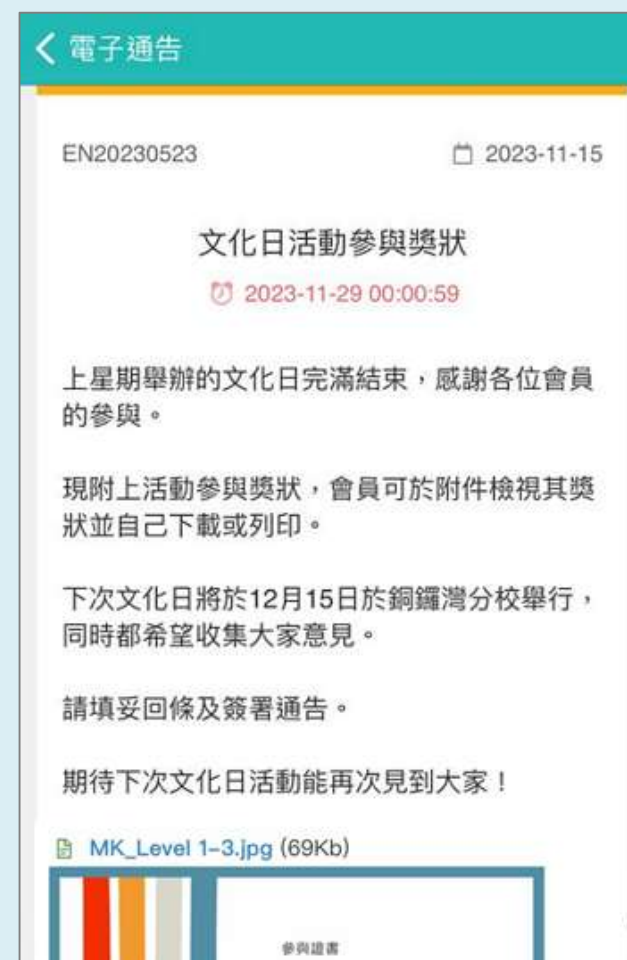 電子通告
EN20230523
2023-11-15
文化日活動參與獎狀
2023-11-29 00:00:59
上星期舉辦的文化日完滿結束，感謝各位會員
的參與。
現附上活動參與獎狀，會員可於附件檢視其獎
狀並自己下載或列印。
下次文化日將於12月15日於銅鑼灣分校舉行，
同時都希望收集大家意見。
請填妥回條及簽署通告。
期待下次文化日活動能再次見到大家！
MK_Level 1-3.jpg (69Kb)
參與證書